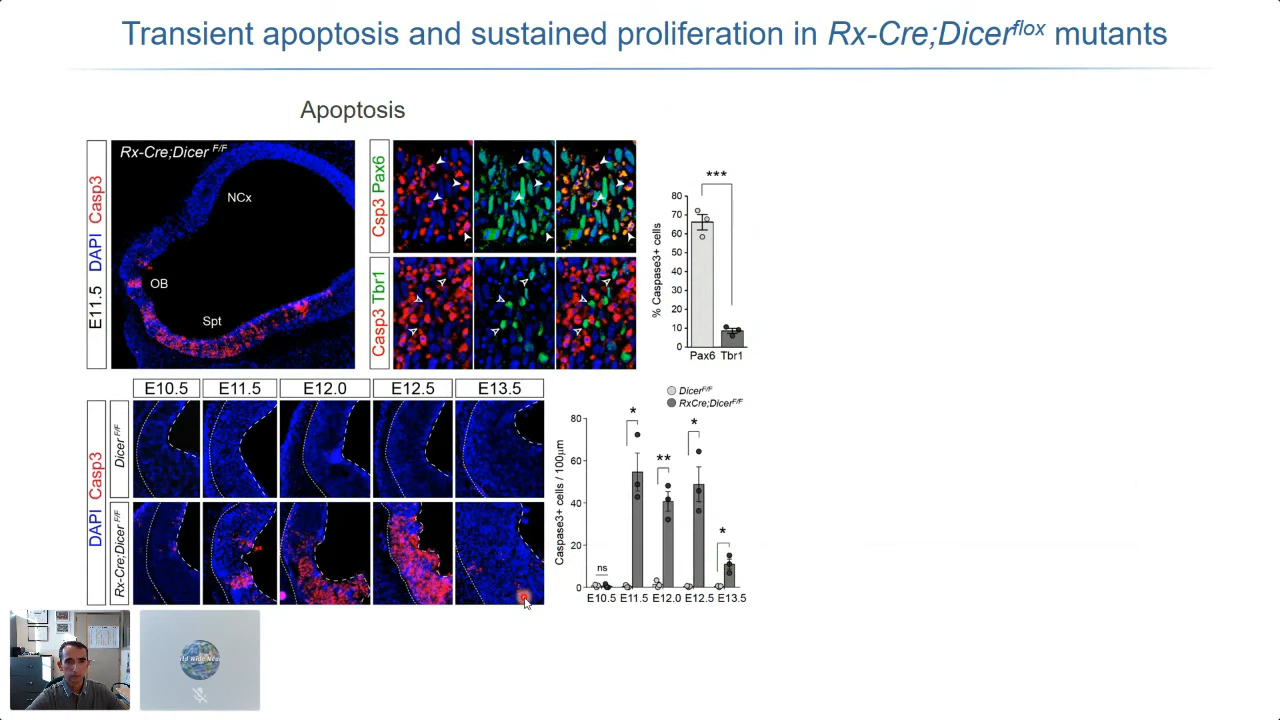 Transient apoptosis and sustained proliferation in Rx-Cre;Dicerflox mutants
Apoptosis
E11.5 DAPI Casp3
Rx-Cre;Dicer F/F
NCx
OB
Spt
Csp3 Pax6
Casp3 Tbr1
% Caspase3+ cells
80
70
60
50
40
30
20
10
0
***
Pax6 Tbr1
E10.5 E11.5 E12.0 E12.5 E13.5
DAPI Casp3
Dicer F/F
Rx-Cre;Dicer F/F
DicerF/F
RxCre;DicerF/F
Caspase3+ cells / 100µm
80
60
40
20
0
ns
*
**
*
*
E10.5 E11.5 E12.0 E12.5 E13.5